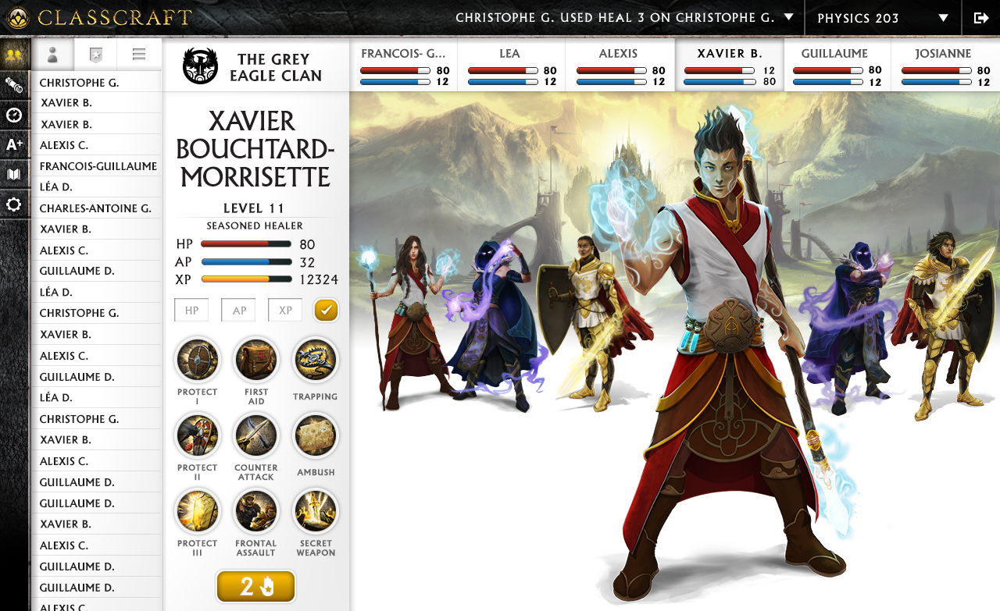 CLASSCRAFT
CHRISTOPHE G. USED HEAL 3 ON CHRISTOPHE G.
PHYSICS 203
A+
CHRISTOPHE G.
XAVIER B.
XAVIER B.
ALEXIS C.
FRANCOIS-GUILLAUME
LÉA D.
CHARLES-ANTOINE G.
XAVIER B.
ALEXIS C.
GUILLAUME D.
LÉA D.
CHRISTOPHE G.
XAVIER B.
ALEXIS C.
GUILLAUME D.
LÉA D.
CHRISTOPHE G.
XAVIER B.
ALEXIS C.
GUILLAUME D.
GUILLAUME D.
XAVIER B.
ALEXIS C.
GUILLAUME D.
GUILLAUME D.
ALEXIS C.
THE GREY
EAGLE CLAN
XAVIER
BOUCHTARD-
MORRISETTE
LEVEL 11
SEASONED HEALER
HP 80
AP 32
XP 12324
HP AP XP
PROTECT
I
FIRST
AID
TRAPPING
PROTECT
II
COUNTER
ATTACK
AMBUSH
PROTECT
III
FRONTAL
ASSAULT
SECRET
WEAPON
2
FRANCOIS- G...
80
12
LEA
80
12
ALEXIS
80
12
XAVIER B.
12
80
GUILLAUME
80
12
JOSIANNE
80
12